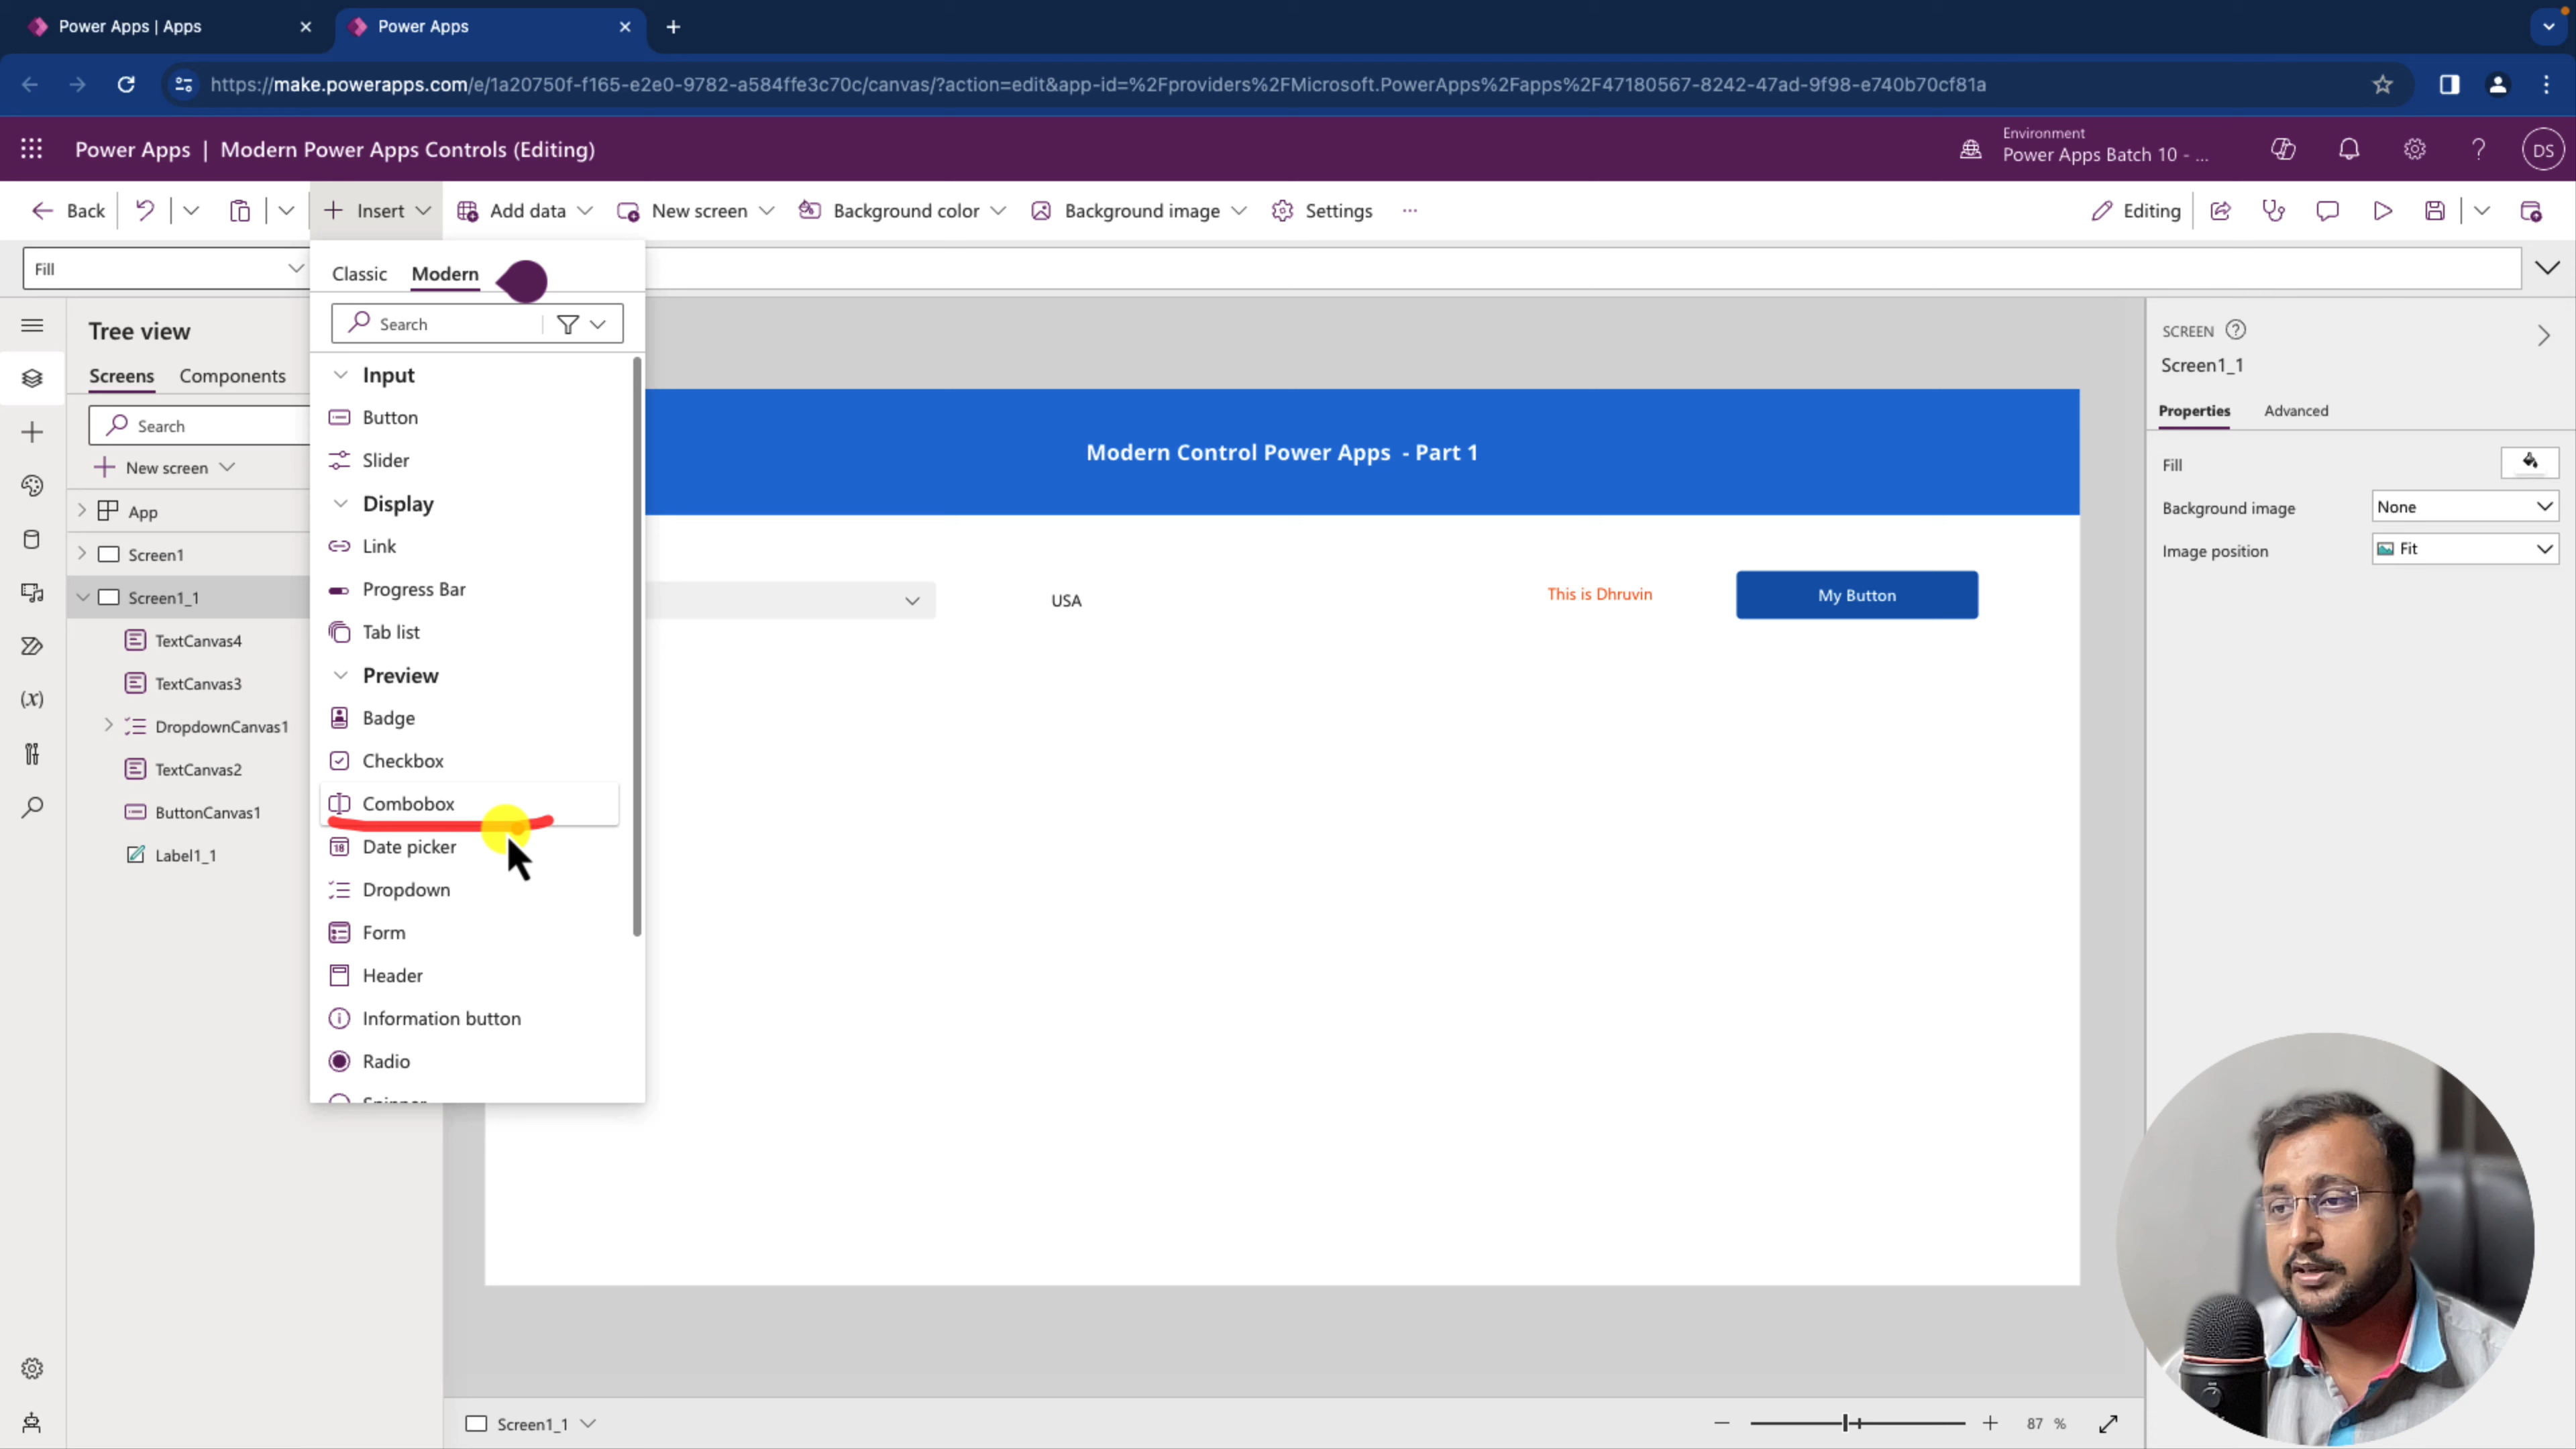 Power Apps | Apps
Power Apps
https://make.powerapps.com/e/1a20750f-f165-e2e0-9782-a584ffe3c70c/canvas/?action=edit&app-id=%2Fproviders%2FMicrosoft.PowerApps%2Fapps%2F47180567-8242-47ad-9f98-e740b70cf81a
Power Apps | Modern Power Apps Controls (Editing)
Environment
Power Apps Batch 10 - ...
DS
Back
Insert
Add data
New screen
Background color
Background image
Settings
Editing
Fill
Classic
Modern
Search
Tree view
Screens
Components
Search
New screen
App
Screen1
Screen1_1
TextCanvas4
TextCanvas3
DropdownCanvas1
TextCanvas2
ButtonCanvas1
Label1_1
Input
Button
Slider
Display
Link
Progress Bar
Tab list
Preview
Badge
Checkbox
Combobox
18
Date picker
Dropdown
Form
Header
Information button
Radio
Spinner
Modern Control Power Apps - Part 1
USA
This is Dhruvin
My Button
SCREEN
Screen1_1
Properties
Advanced
Fill
Background image
None
Image position
Fit
(x)
Screen1_1
87 %